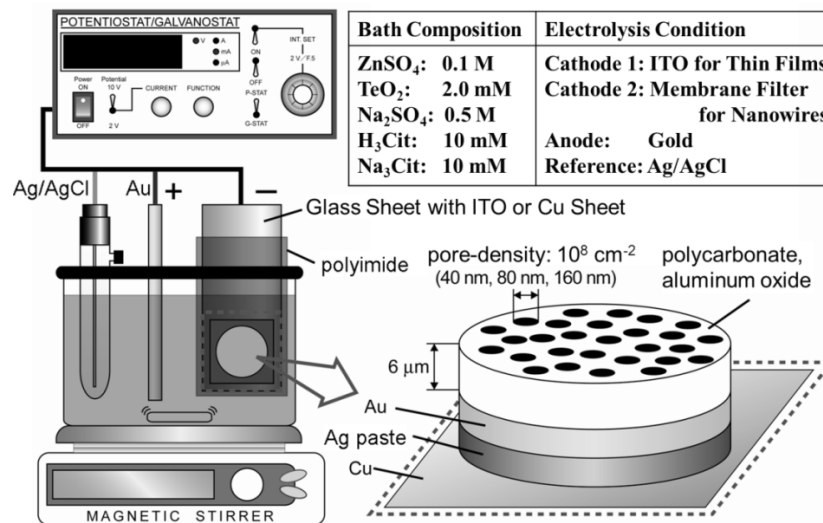 POTENTIOSTAT/GALVANOSTAT
V
A
mA
μA
INT. SET
2 V／F.S
ON
OFF
Power
ON
OFF
Potential
10 V
2 V
CURRENT
FUNCTION
P-STAT
G-STAT
Bath Composition
Electrolysis Condition
ZnSO₄: 0.1 M
Cathode 1: ITO for Thin Films
TeO₂: 2.0 mM
Cathode 2: Membrane Filter
Na₂SO₄: 0.5 M
for Nanowires
H₃Cit: 10 mM
Anode: Gold
Na₃Cit: 10 mM
Reference: Ag/AgCl
Ag/AgCl
Au
+
−
Glass Sheet with ITO or Cu Sheet
polyimide
pore-density: 10⁸ cm⁻²
(40 nm, 80 nm, 160 nm)
polycarbonate,
aluminum oxide
6 μm
Au
Ag paste
Cu
MAGNETIC STIRRER